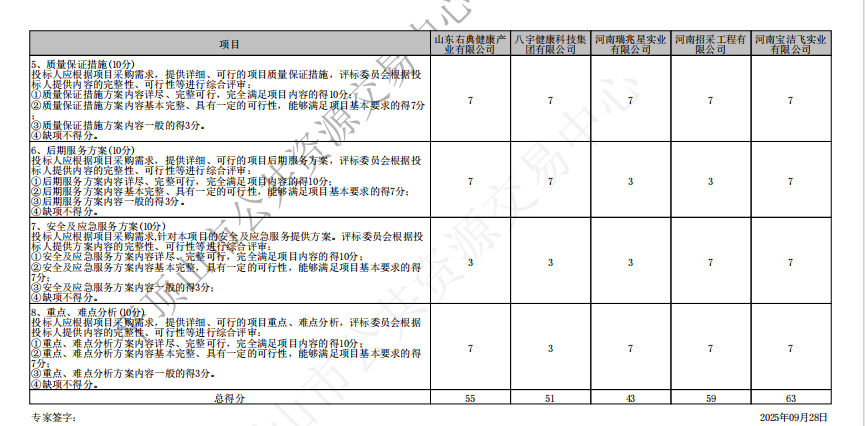 项目
山东右典健康产业有限公司
八字健康科技集团有限公司
河南瑞兆星实业有限公司
河南招采工程有限公司
河南宝洁飞实业有限公司
5、质量保证措施(10分)
投标人应根据项目采购需求，提供详细、可行的项目质量保证措施，评标委员会根据投
标人提供内容的完整性、可行性等进行综合评审：
①质量保证措施方案内容详尽、完整可行，完全满足项目内容的得10分；
②质量保证措施方案内容基本完整、具有一定的可行性，能够满足项目基本要求的得7分
；
③质量保证措施方案内容一般的得3分。
④缺项不得分。
7 7 7 7 7
6、后期服务方案(10分)
投标人应根据项目采购需求，提供详细、可行的项目后期服务方案，评标委员会根据投
标人提供内容的完整性、可行性等进行综合评审：
①后期服务方案内容详尽、完整可行，完全满足项目内容的得10分；
②后期服务方案内容基本完整、具有一定的可行性，能够满足项目基本要求的得7分；
③后期服务方案内容一般的得3分。
④缺项不得分。
7 7 3 3 7
7、安全及应急服务方案(10分)
投标人应根据项目采购需求,针对本项目的安全及应急服务提供方案。评标委员会根据投
标人提供方案内容的完整性、可行性等进行综合评审：
①安全及应急服务方案内容详尽、完整可行，完全满足项目内容的得10分；
②安全及应急服务方案内容基本完整，具有一定的可行性，能够满足项目基本要求的得
7分；
③安全及应急服务方案内容一般的得3分；
④缺项不得分。
3 3 3 7 7
8、重点、难点分析(10分)
投标人应根据项目采购需求，提供详细、可行的项目重点、难点分析，评标委员会根据
投标人提供内容的完整性、可行性等进行综合评审：
①重点、难点分析方案内容详尽、完整可行，完全满足项目内容的得10分；
②重点、难点分析方案内容基本完整、具有一定的可行性，能够满足项目基本要求的得
7分；
③重点、难点分析方案内容一般的得3分。
④缺项不得分。
7 3 7 7 7
总得分 55 51 43 59 63
专家签字：
2025年09月28日
顶山市公共资源交易中心
山市公共资源交易中心